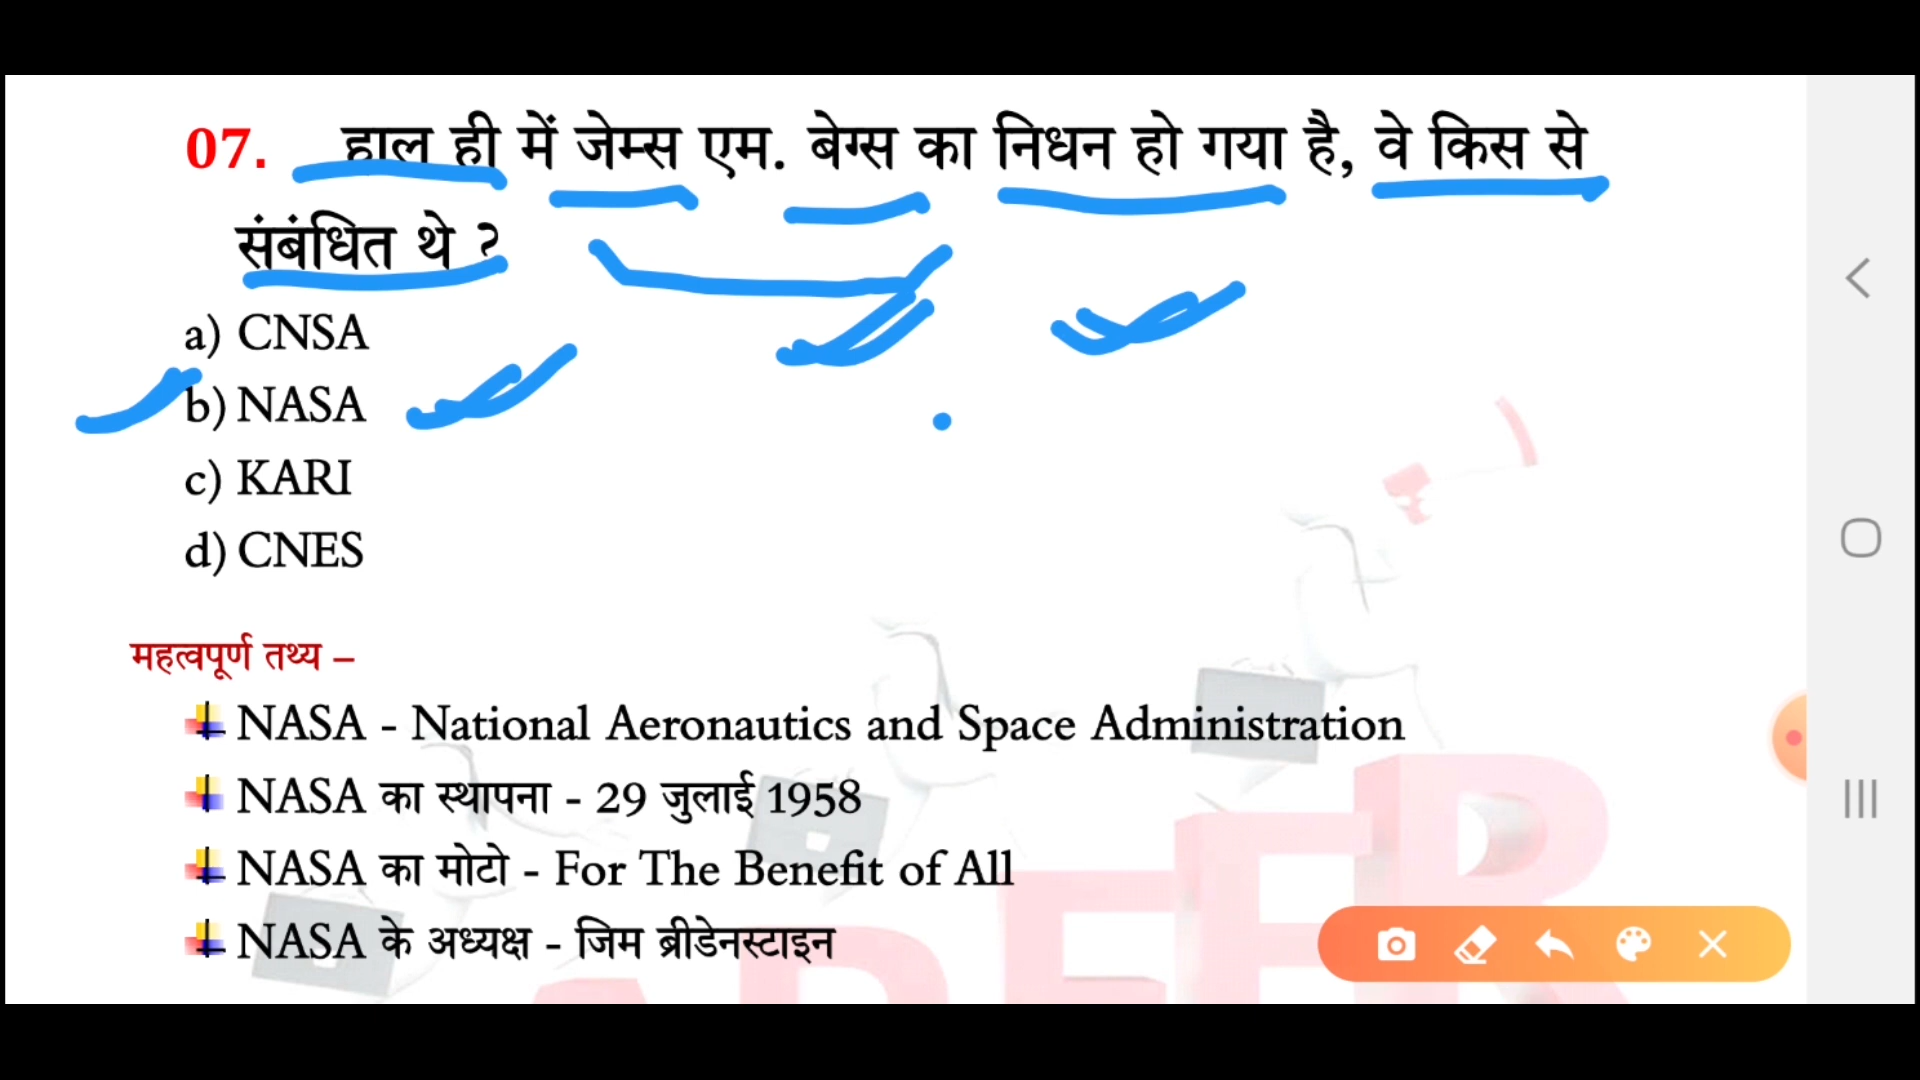 07. हाल ही में जेम्स एम. बेग्स का निधन हो गया है, वे किस से
संबंधित थे ?
a) CNSA
b) NASA
c) KARI
d) CNES
महत्वपूर्ण तथ्य –
NASA - National Aeronautics and Space Administration
NASA का स्थापना - 29 जुलाई 1958
NASA का मोटो - For The Benefit of All
NASA के अध्यक्ष - जिम ब्रीडेनस्टाइन